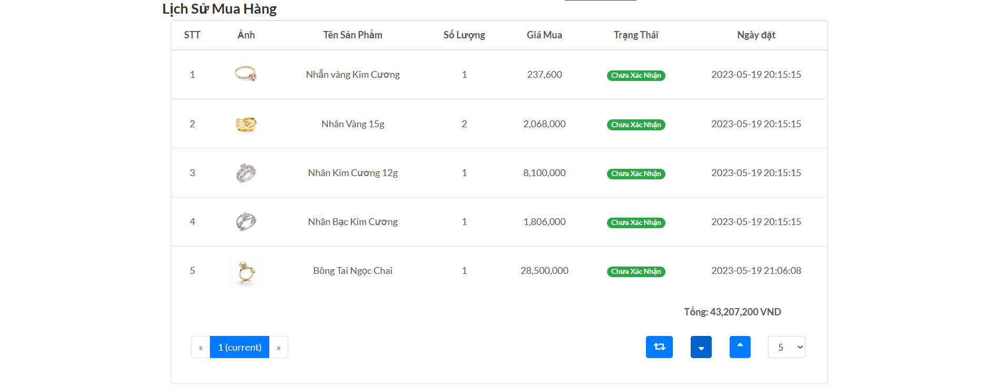 Lịch Sử Mua Hàng
STT Ảnh Tên Sản Phẩm Số Lượng Giá Mua Trạng Thái Ngày đặt
1 Nhẫn vàng Kim Cương 1 237,600 Chưa Xác Nhận 2023-05-19 20:15:15
2 Nhân Vàng 15g 2 2,068,000 Chưa Xác Nhận 2023-05-19 20:15:15
3 Nhân Kim Cương 12g 1 8,100,000 Chưa Xác Nhận 2023-05-19 20:15:15
4 Nhân Bạc Kim Cương 1 1,806,000 Chưa Xác Nhận 2023-05-19 20:15:15
5 Bông Tai Ngọc Chai 1 28,500,000 Chưa Xác Nhận 2023-05-19 21:06:08
Tổng: 43,207,200 VND
« 1 (current) » 5